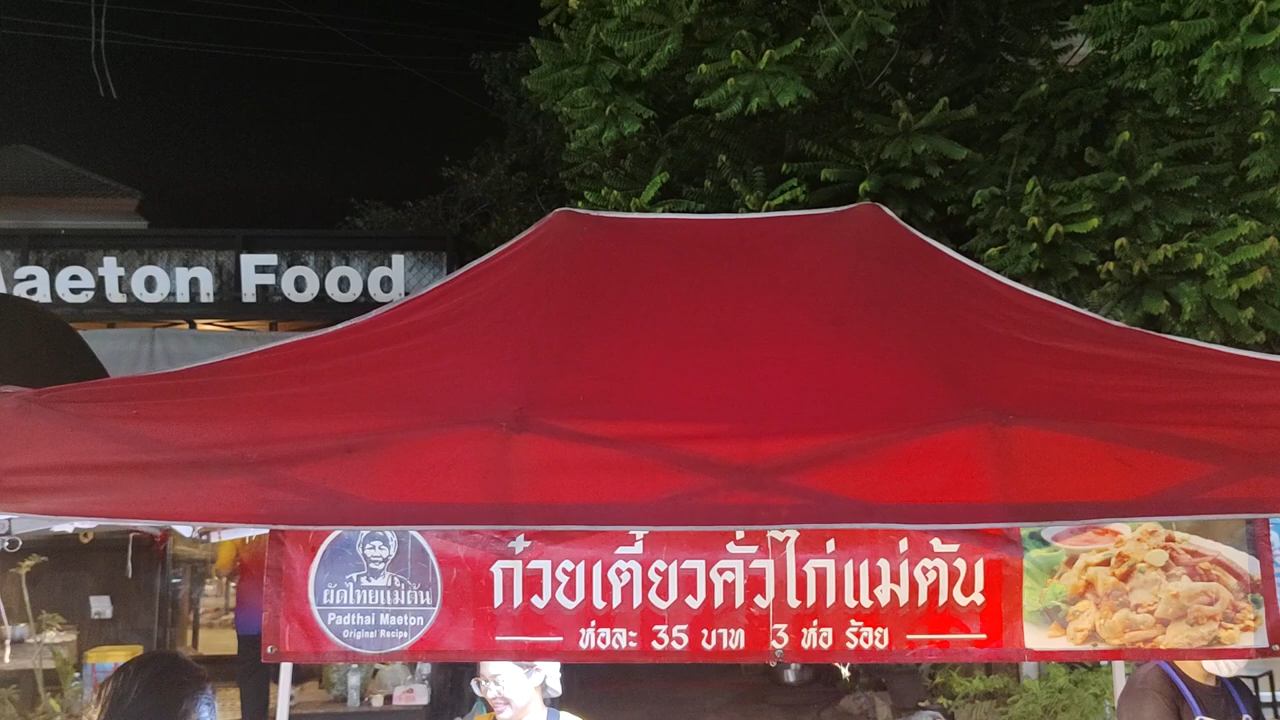 aeton Food
ผัดไทยแม่ต้น
Padthai Maeton
Original Recipe
ก๋วยเตี๋ยวคั่วไก่แม่ต้น
ห่อละ 35 บาท 3 ห่อ ร้อย